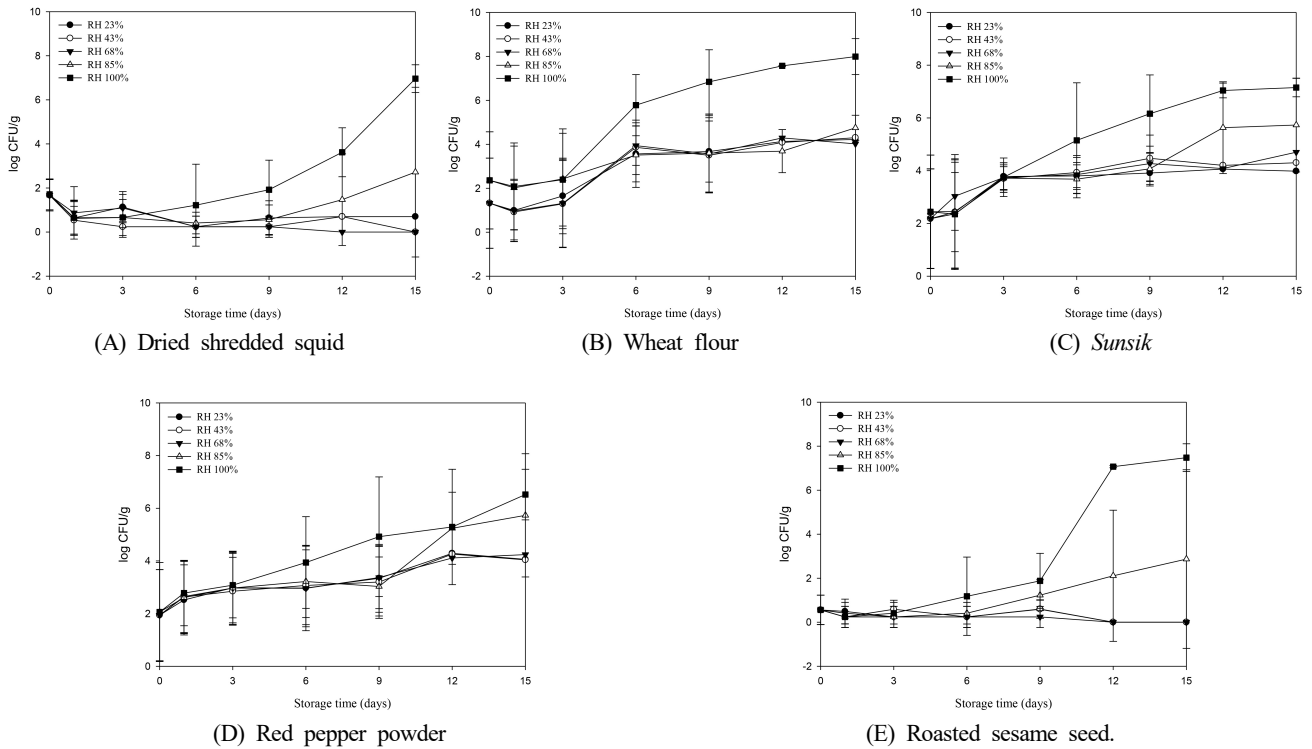 10
8
6
4
2
0
-2
log CFU/g
RH 23%
RH 43%
RH 68%
RH 85%
RH 100%
0 3 6 9 12 15
Storage time (days)
(A) Dried shredded squid
10
8
6
4
2
0
-2
log CFU/g
RH 23%
RH 43%
RH 68%
RH 85%
RH 100%
0 3 6 9 12 15
Storage time (days)
(B) Wheat flour
10
8
6
4
2
0
log CFU/g
RH 23%
RH 43%
RH 68%
RH 85%
RH 100%
0 3 6 9 12 15
Storage time (days)
(C) Sunsik
10
8
6
4
2
0
log CFU/g
RH 23%
RH 43%
RH 68%
RH 85%
RH 100%
0 3 6 9 12 15
Storage time (days)
(D) Red pepper powder
10
8
6
4
2
0
-2
log CFU/g
RH 23%
RH 43%
RH 68%
RH 85%
RH 100%
0 3 6 9 12 15
Storage time (days)
(E) Roasted sesame seed.